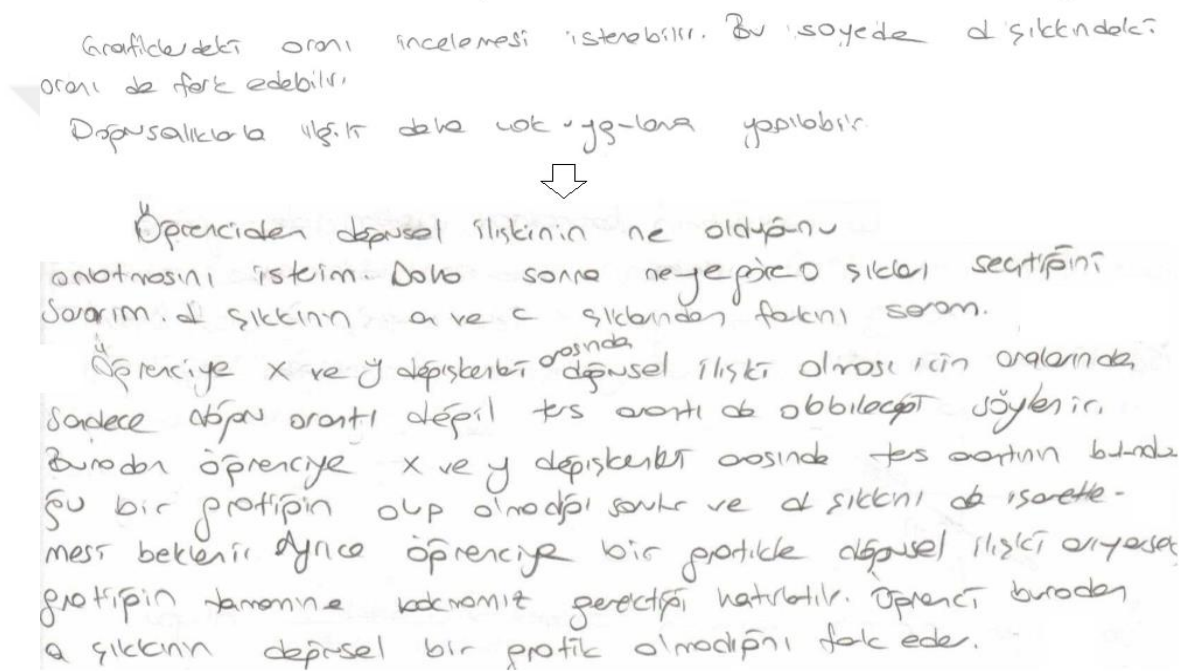 Grafiklerdeki oranı incelemesi istenebilir. Bu sayede d şıkkındaki
oranı da fark edebilir.
Doğrusallıklarla ilgili daha çok uygulama yapılabilir.
Öğrenciden doğrusal ilişkinin ne olduğunu
anlatmasını isterim. Daha sonra neye göre o şıkları seçtiğini
sorarım. d şıkkının a ve c şıklarından farkını sorarım.
Öğrenciye x ve y değişkenleri arasında doğrusal ilişki olması için aralarında
sadece doğru orantı değil ters orantı da olabileceği söylenir.
Buradan öğrenciye x ve y değişkenleri arasında ters orantının bulundu-
ğu bir grafiğin olup olmadığı sorulur ve d şıkkını da işaretle-
mesi beklenir. Ayrıca öğrenciye bir grafikte doğrusal ilişki arıyorsak
grafiğin tamamına bakmamız gerektiği hatırlatılır. Öğrenci buradan
a şıkkının doğrusal bir grafik olmadığını fark eder.